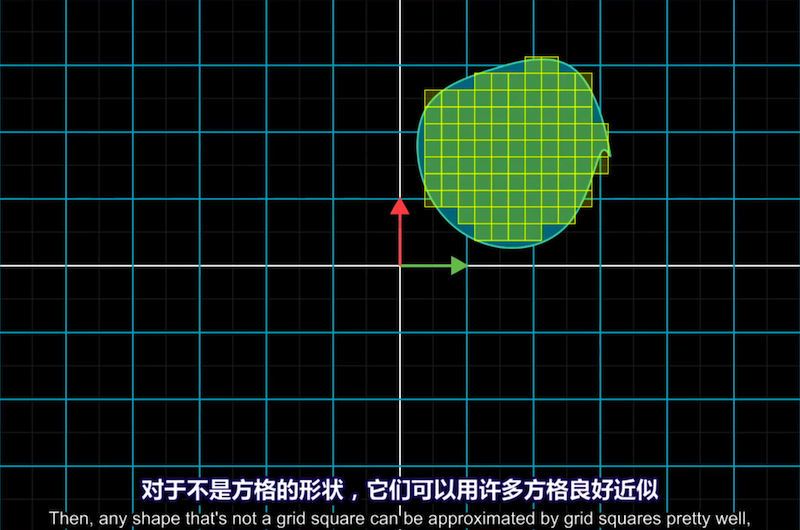 对于不是方格的形状，它们可以用许多方格良好近似
Then, any shape that's not a grid square can be approximated by grid squares pretty well,